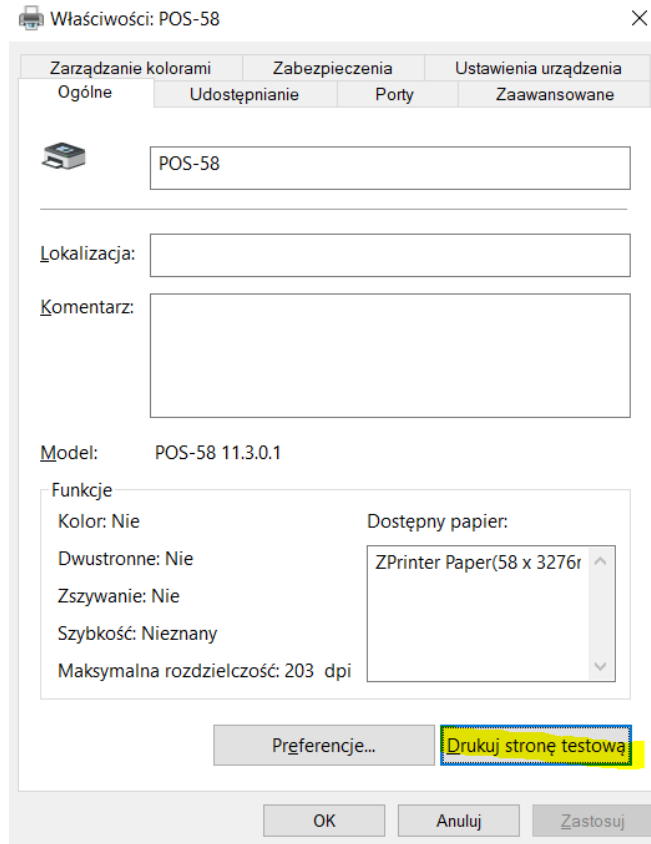 Właściwości: POS-58
Zarządzanie kolorami Zabezpieczenia Ustawienia urządzenia
Ogólne Udostępnianie Porty Zaawansowane
POS-58
Lokalizacja:
Komentarz:
Model: POS-58 11.3.0.1
Funkcje
Kolor: Nie Dostępny papier:
Dwustronne: Nie ZPrinter Paper(58 x 3276r
Zszywanie: Nie
Szybkość: Nieznany
Maksymalna rozdzielczość: 203 dpi
Preferencje... Drukuj stronę testową
OK Anuluj Zastosuj